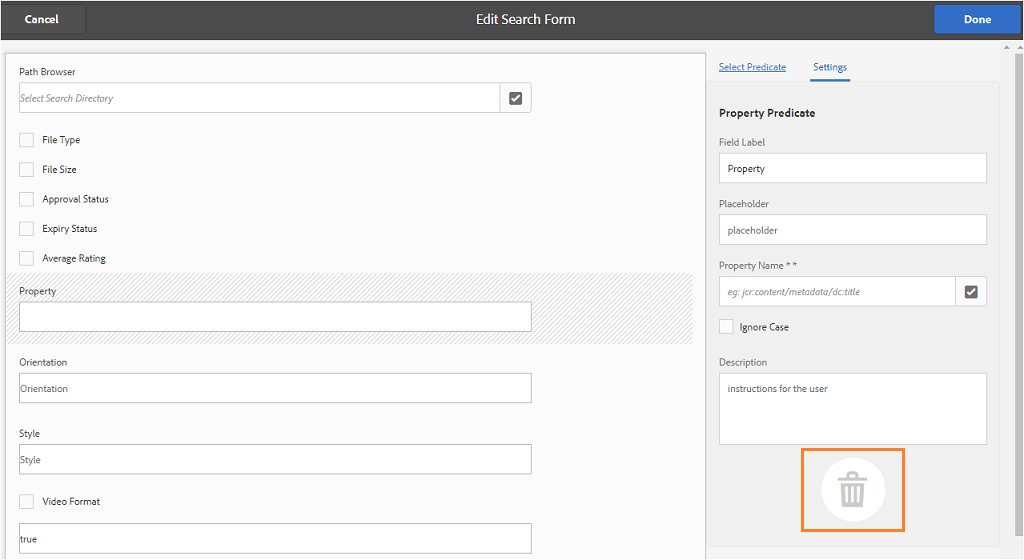 Cancel
Edit Search Form
Done
Path Browser
Select Search Directory
File Type
File Size
Approval Status
Expiry Status
Average Rating
Property
Orientation
Orientation
Style
Style
Video Format
true
Select Predicate
Settings
Property Predicate
Field Label
Property
Placeholder
placeholder
Property Name * *
eg: jcr:content/metadata/dc:title
Ignore Case
Description
instructions for the user